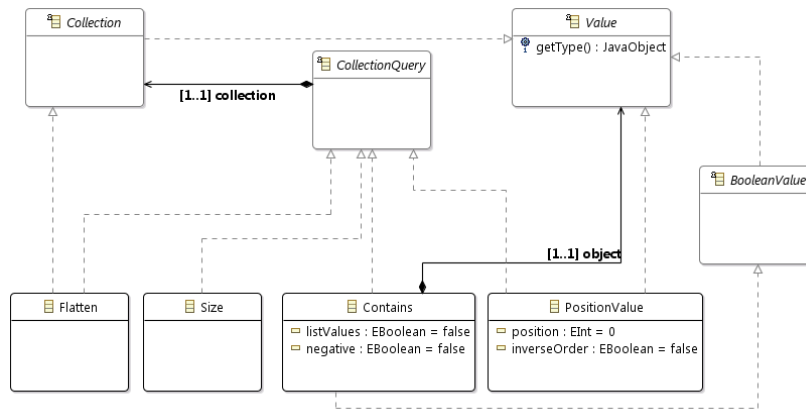 Collection
Value
getType() : JavaObject
CollectionQuery
[1..1] collection
BooleanValue
[1..1] object
Flatten
Size
Contains
listValues : EBoolean = false
negative : EBoolean = false
PositionValue
position : EInt = 0
inverseOrder : EBoolean = false